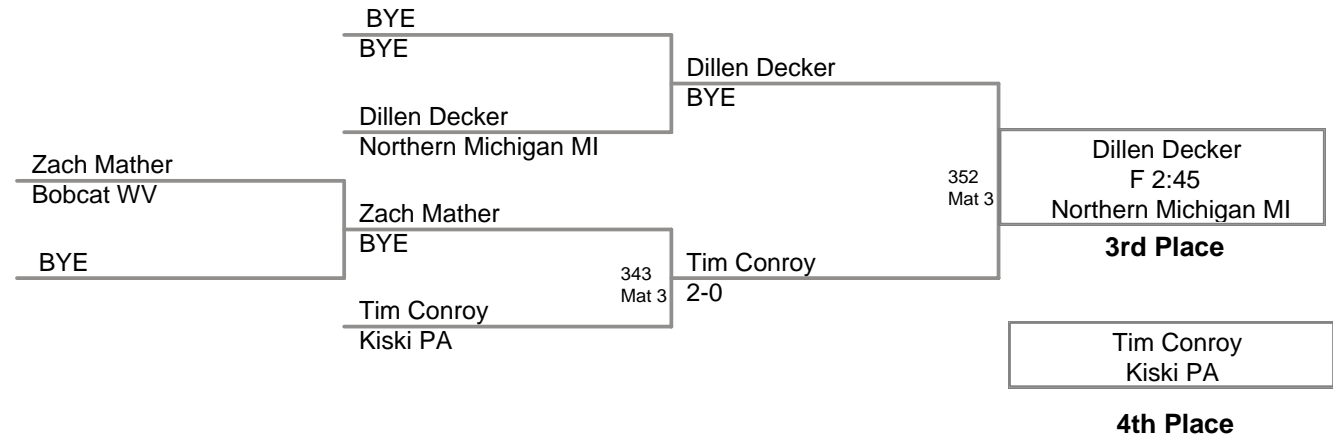 BYE
BYE
Dillen Decker
BYE
Dillen Decker
Northern Michigan MI
Zach Mather
Bobcat WV
Zach Mather
BYE
BYE
343
Mat 3
Tim Conroy
2-0
Tim Conroy
Kiski PA
352
Mat 3
Dillen Decker
F 2:45
Northern Michigan MI
3rd Place
Tim Conroy
Kiski PA
4th Place